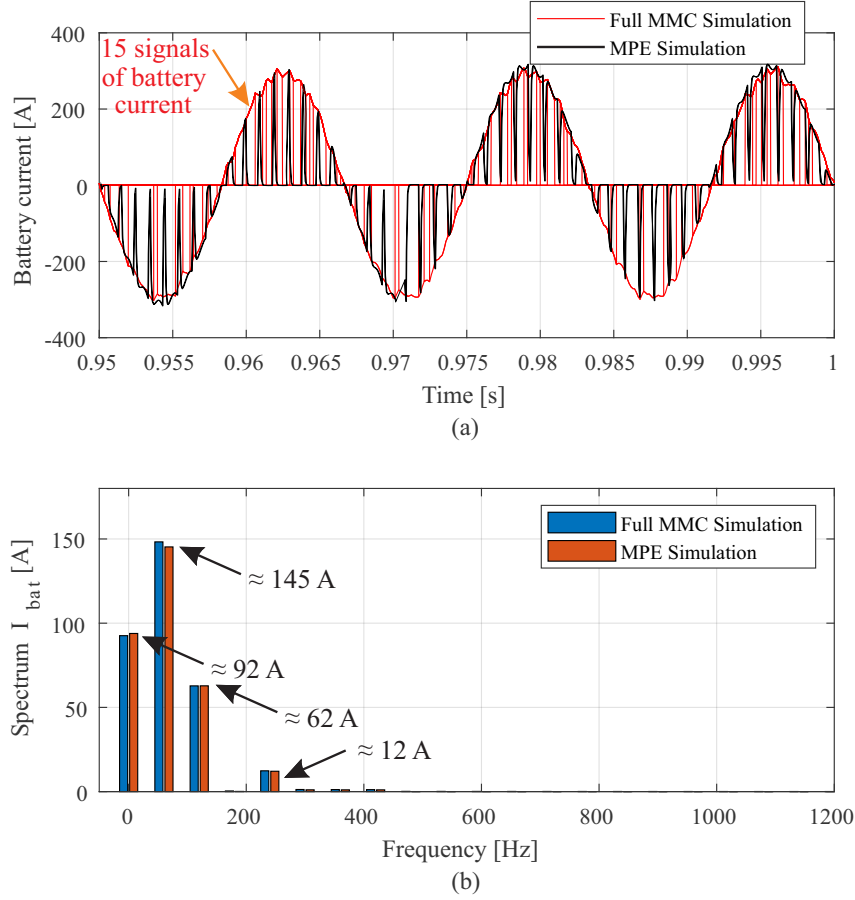 Full MMC Simulation
MPE Simulation
15 signals
of battery
current
Battery current [A]
400
200
0
-200
-400
0.95
0.955
0.96
0.965
0.97
0.975
0.98
0.985
0.99
0.995
1
Time [s]
(a)
Full MMC Simulation
MPE Simulation
Spectrum I bat [A]
150
100
50
0
≈ 145 A
≈ 92 A
≈ 62 A
≈ 12 A
0
200
400
600
800
1000
1200
Frequency [Hz]
(b)